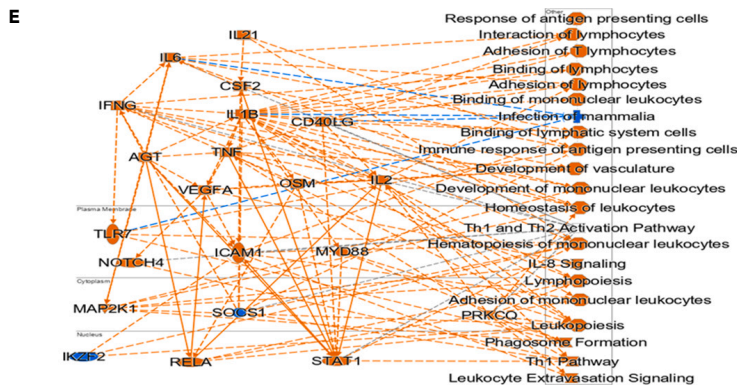 E
Other
Response of antigen presenting cells
IL21
Interaction of lymphocytes
Adhesion of T lymphocytes
IL6
Binding of lymphocytes
CSF2
Adhesion of lymphocytes
IFNG
Binding of mononuclear leukocytes
IL1B
CD40LG
Infection of mammalia
Binding of lymphatic system cells
AGT
TNF
Immune response of antigen presenting cells
VEGFA
OSM
IL2
Development of vasculature
Development of mononuclear leukocytes
Plasma Membrane
Homeostasis of leukocytes
TLR7
Th1 and Th2 Activation Pathway
NOTCH4
ICAM1
MYD88
Hematopoiesis of mononuclear leukocytes
IL-8 Signaling
Cytoplasm
Lymphopoiesis
MAP2K1
SOCS1
PRKCQ
Adhesion of mononuclear leukocytes
Leukopoiesis
Nucleus
Phagosome Formation
IKZF2
RELA
STAT1
Th1 Pathway
Leukocyte Extravasation Signaling